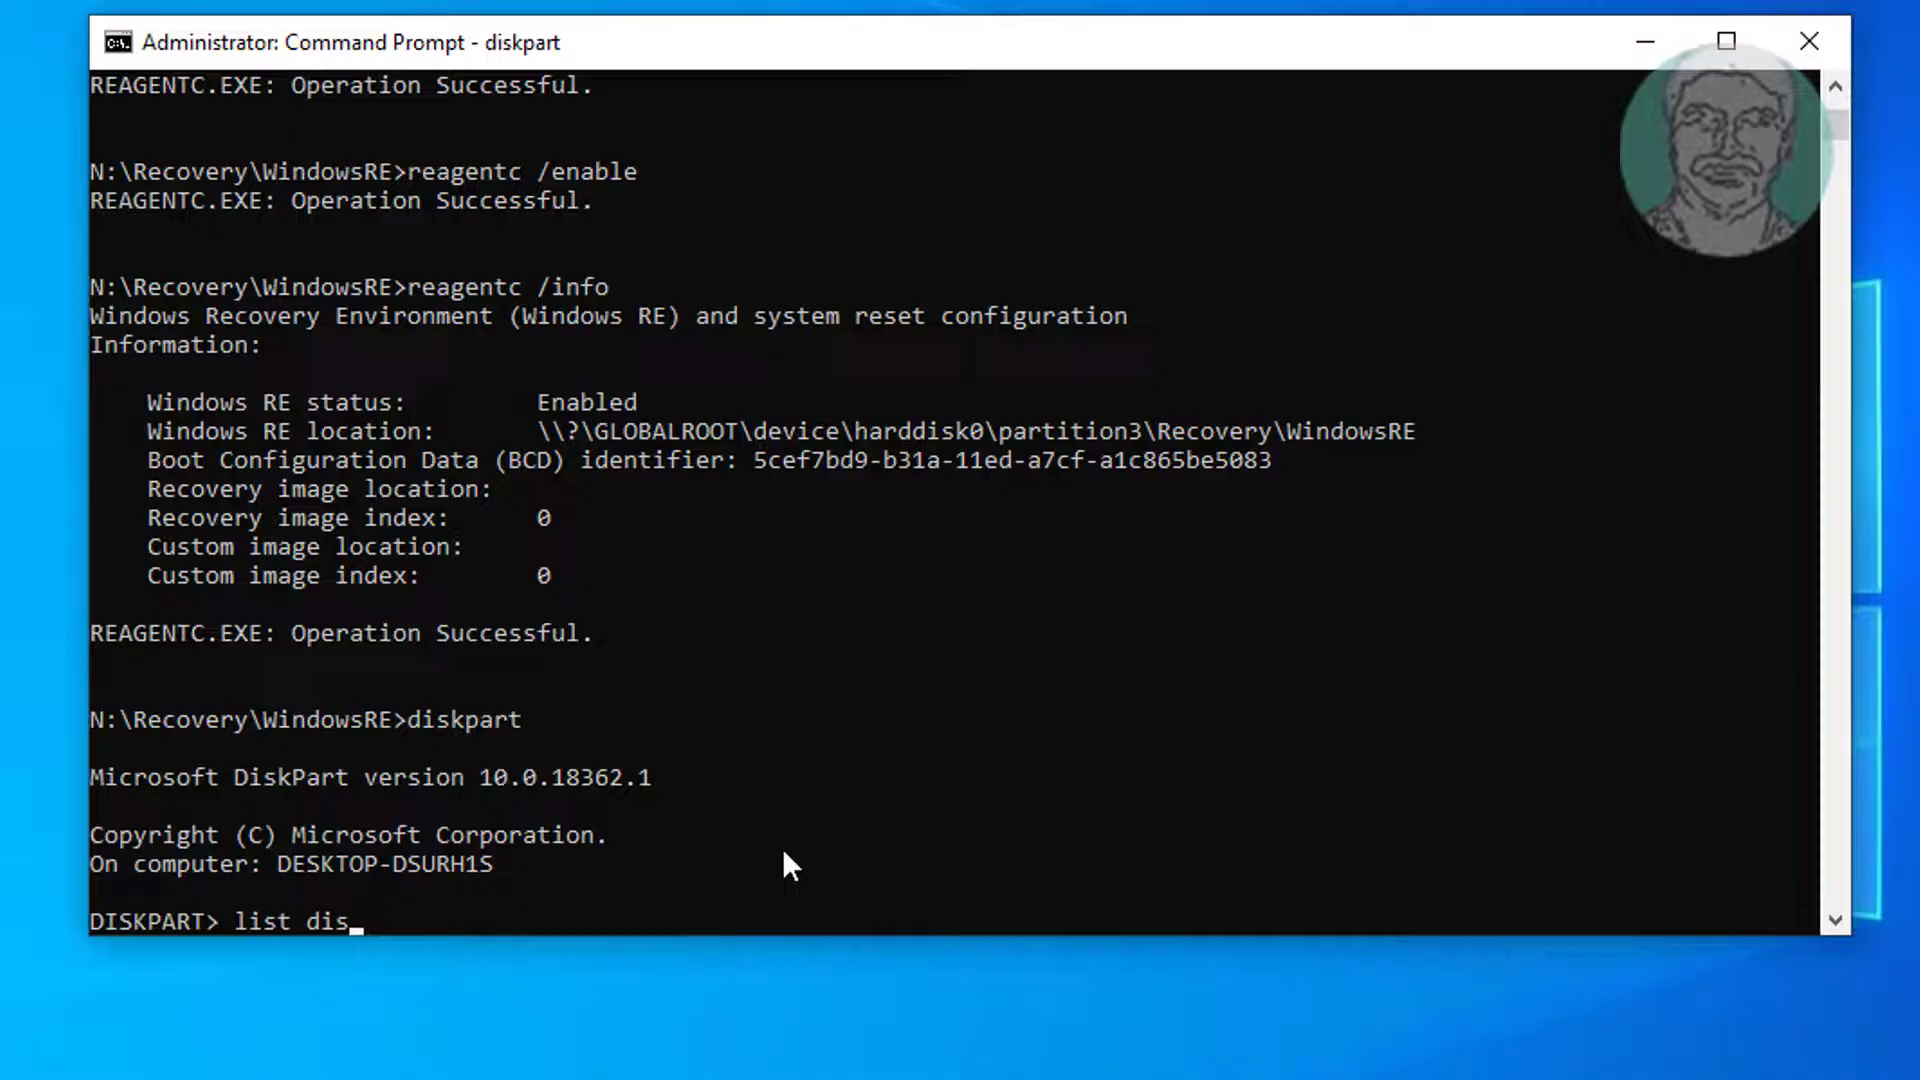 Administrator: Command Prompt - diskpart
REAGENTC.EXE: Operation Successful.
N:\Recovery\WindowsRE>reagentc /enable
REAGENTC.EXE: Operation Successful.
N:\Recovery\WindowsRE>reagentc /info
Windows Recovery Environment (Windows RE) and system reset configuration
Information:
Windows RE status: Enabled
Windows RE location: \\?\GLOBALROOT\device\harddisk0\partition3\Recovery\WindowsRE
Boot Configuration Data (BCD) identifier: 5cef7bd9-b31a-11ed-a7cf-a1c865be5083
Recovery image location:
Recovery image index: 0
Custom image location:
Custom image index: 0
REAGENTC.EXE: Operation Successful.
N:\Recovery\WindowsRE>diskpart
Microsoft DiskPart version 10.0.18362.1
Copyright (C) Microsoft Corporation.
On computer: DESKTOP-DSURH1S
DISKPART> list dis